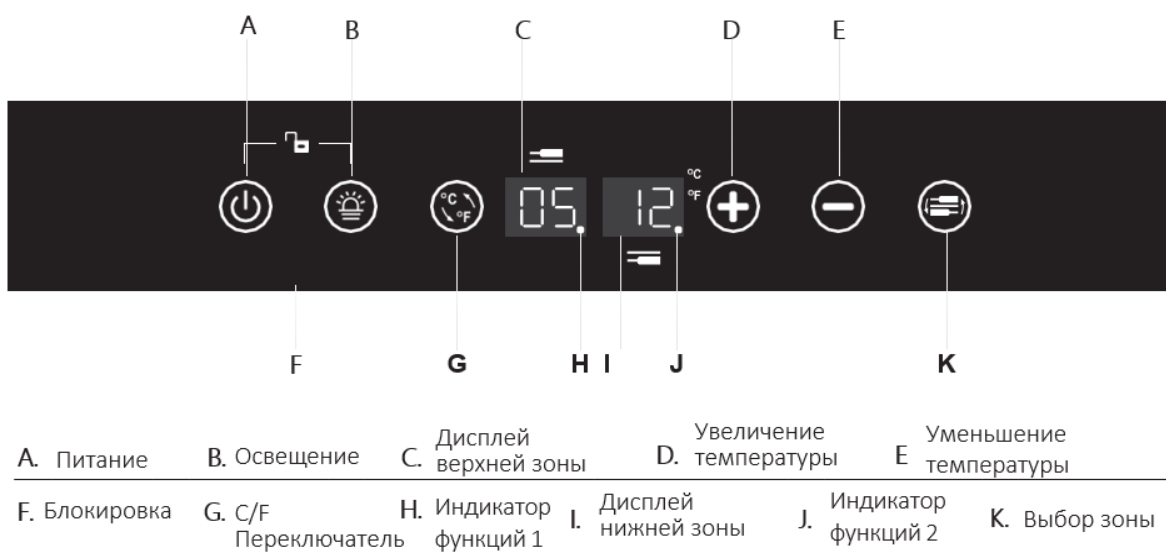 A B C D E
°C
°F
°C
°F
05. 12.
F G H I J K
A. Питание
B. Освещение
C. Дисплей
верхней зоны
D. Увеличение
температуры
E Уменьшение
температуры
F. Блокировка
G. C/F
Переключатель
H. Индикатор
функций 1
I. Дисплей
нижней зоны
J. Индикатор
функций 2
K. Выбор зоны